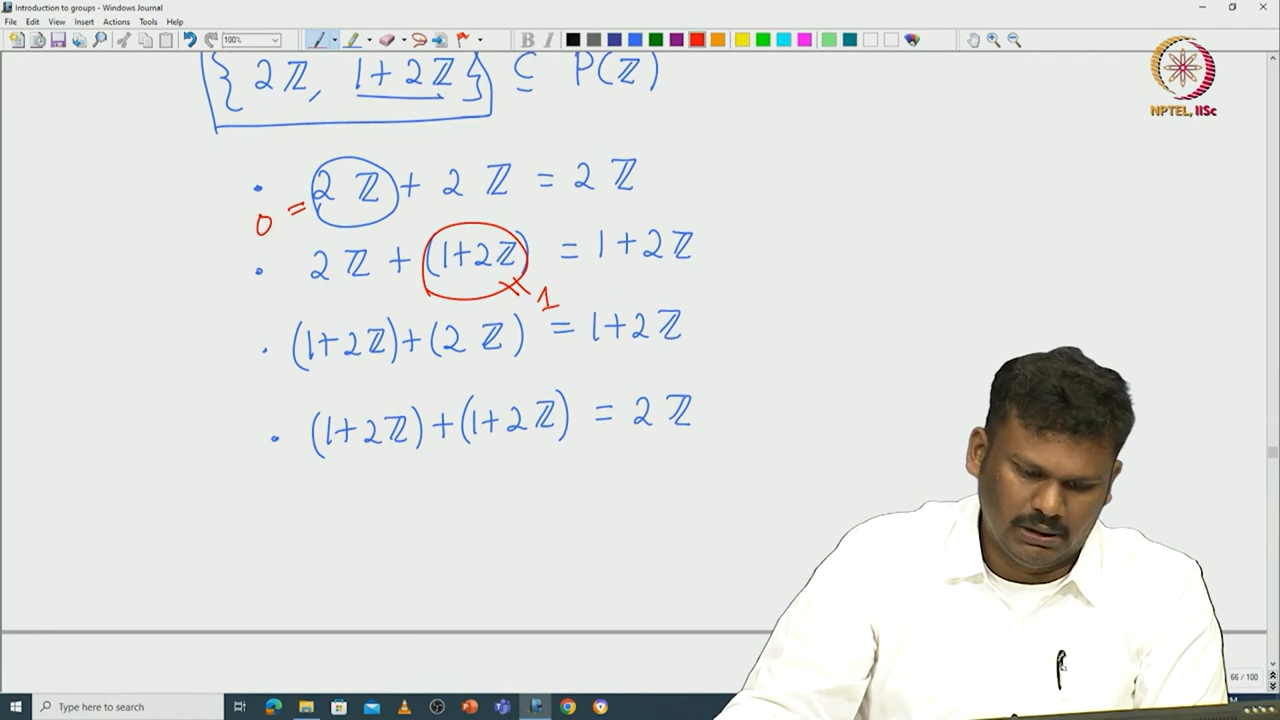 Introduction to groups - Windows Journal
File Edit View Insert Actions Tools Help
100%
B I
{ 2ℤ, 1+2ℤ } ⊆ P(ℤ)
NPTEL, IISc
· 2ℤ + 2ℤ = 2ℤ
0 =
· 2ℤ + (1+2ℤ) = 1+2ℤ
1
· (1+2ℤ)+(2ℤ) = 1+2ℤ
· (1+2ℤ)+(1+2ℤ) = 2ℤ
66 / 100
Type here to search